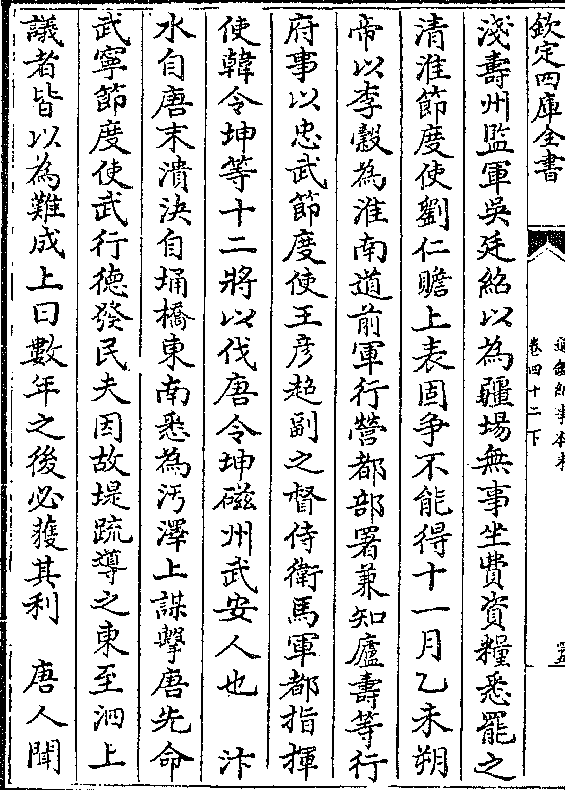 欽定四庫全書
通鑑紀事本末
卷四十二下
淺壽州監軍吳廷紹以為疆埸無事坐費資糧悉罷之
清淮節度使劉仁贍上表固爭不能得十一月乙未朔
帝以李穀為淮南道前軍行營都部署兼知廬壽等行
府事以忠武節度使王彦超副之督侍衛馬軍都指揮
使韓令坤等十二將以伐唐令坤磁州武安人也　汴
水自唐末潰決自埇橋東南悉為汚澤上謀擊唐先命
武寧節度使武行德發民夫因故堤疏導之東至泗上
議者皆以為難成上曰數年之後必獲其利　唐人聞